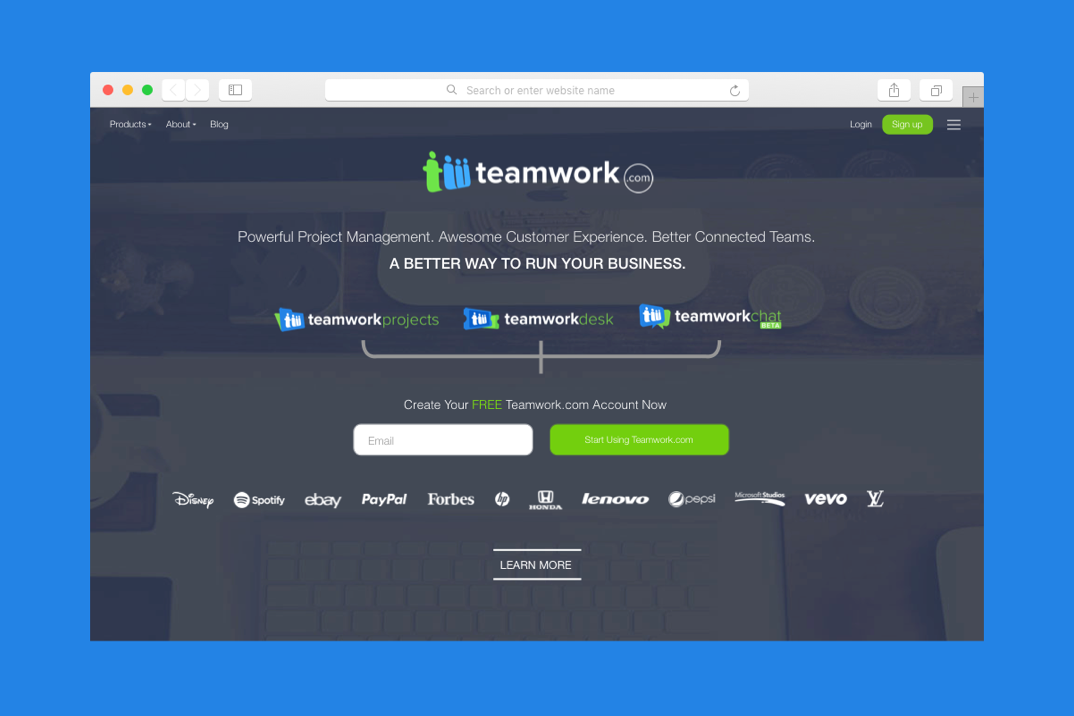 Search or enter website name
Products About Blog Login Sign up
teamwork.com
Powerful Project Management. Awesome Customer Experience. Better Connected Teams.
A BETTER WAY TO RUN YOUR BUSINESS.
teamworkprojects teamworkdesk teamworkchat
BETA
Create Your FREE Teamwork.com Account Now
Email Start Using Teamwork.com
Disney Spotify ebay PayPal Forbes hp HONDA lenovo pepsi Microsoft Studios vevo LV
LEARN MORE